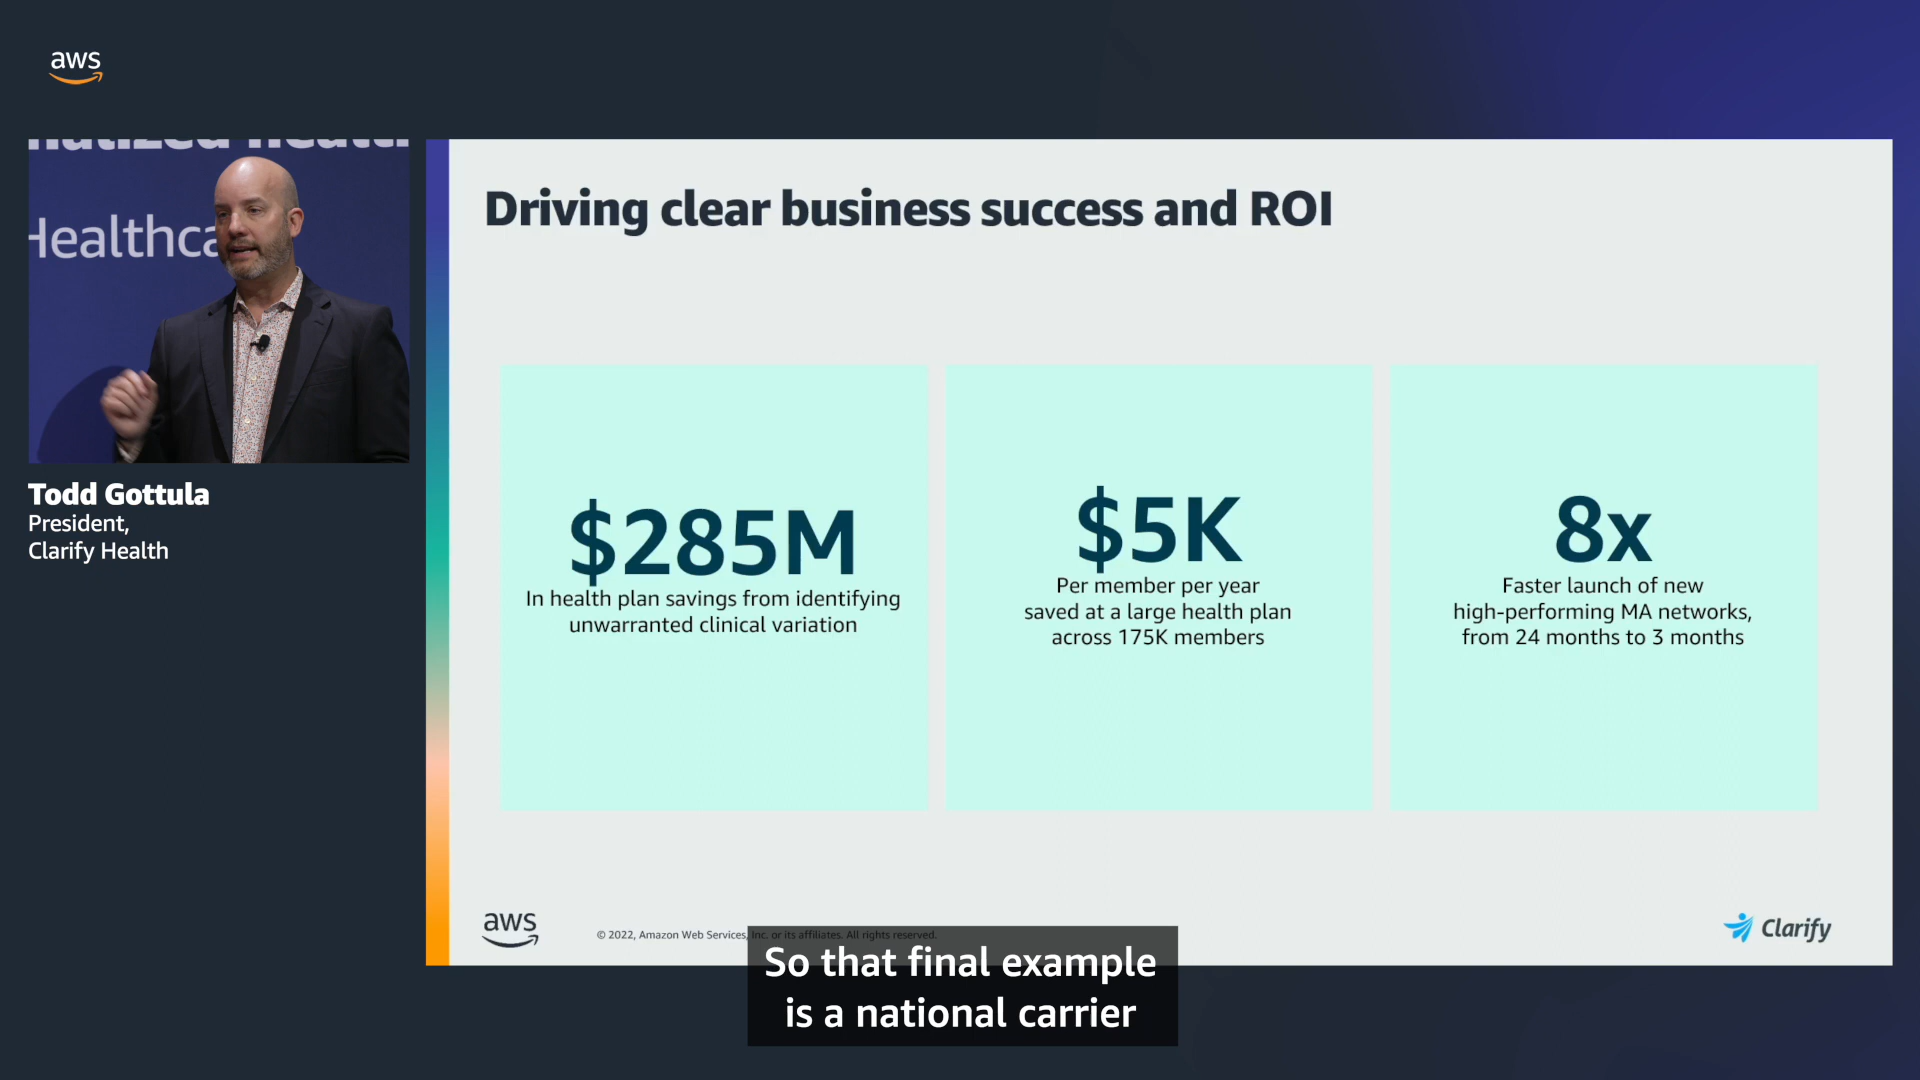 aws
Healthca
Todd Gottula
President,
Clarify Health
Driving clear business success and ROI
$285M
In health plan savings from identifying
unwarranted clinical variation
$5K
Per member per year
saved at a large health plan
across 175K members
8x
Faster launch of new
high-performing MA networks,
from 24 months to 3 months
aws
© 2022, Amazon Web Services, Inc. or its affiliates. All rights reserved.
Clarify
So that final example
is a national carrier